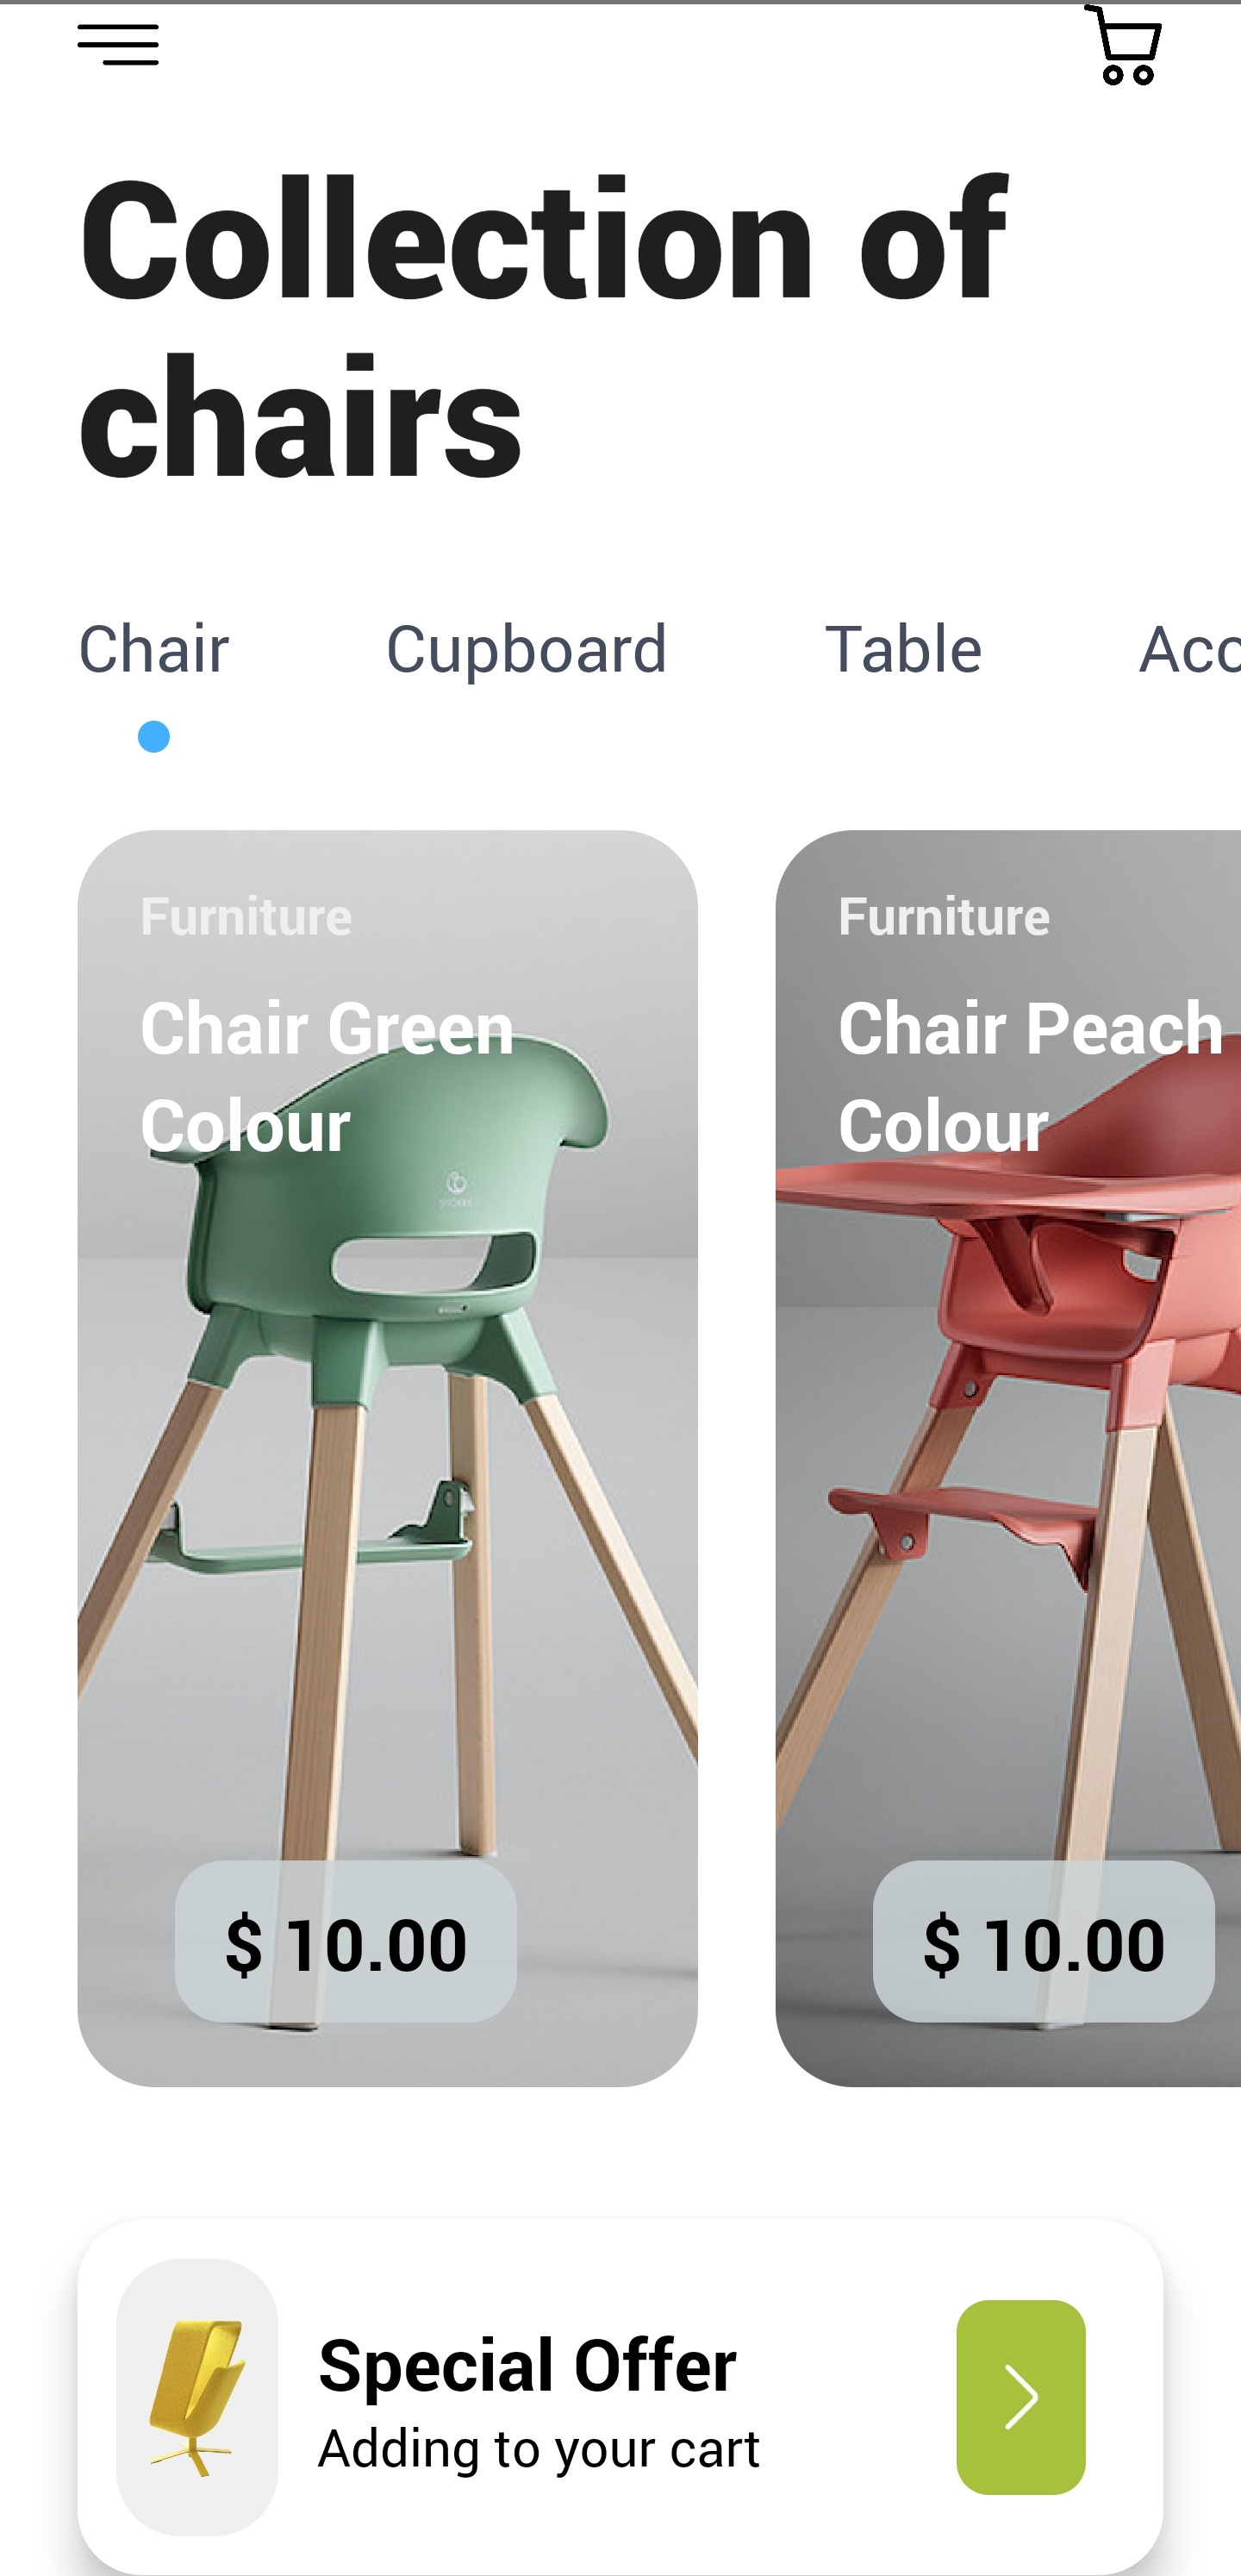 Collection of
chairs
Chair Cupboard Table Acc
Furniture
Chair Green
Colour
$ 10.00
Furniture
Chair Peach
Colour
$ 10.00
Special Offer
Adding to your cart